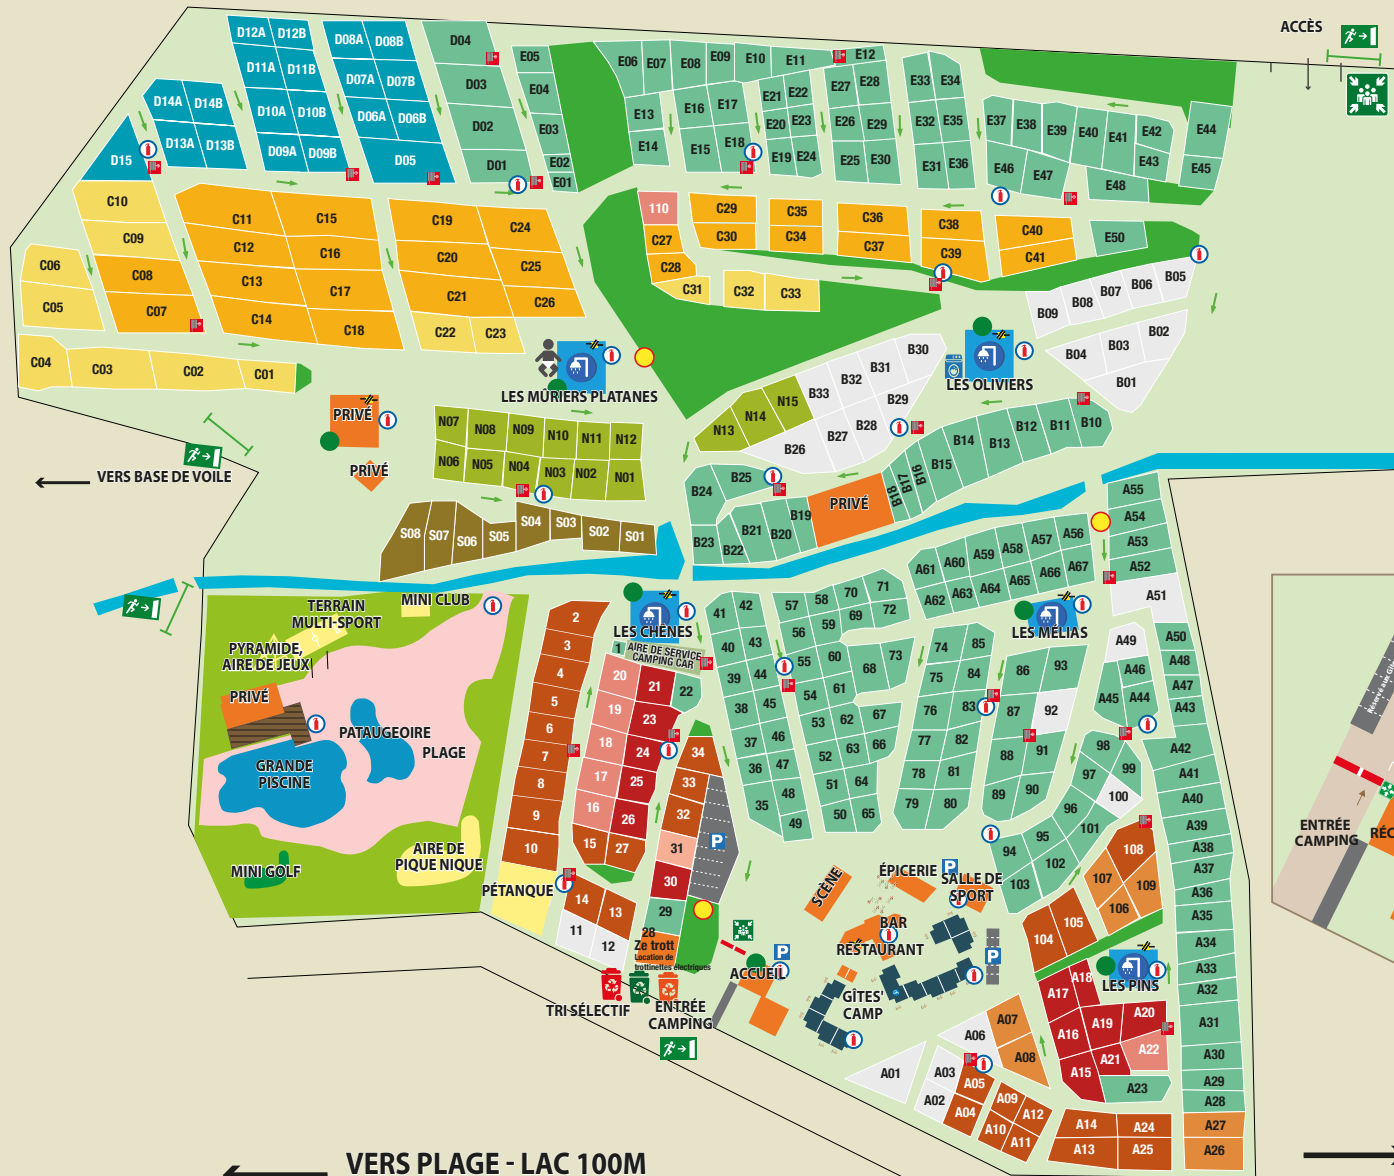 ACCÈS
D12A D12B D08A D08B D04 E05
D11A D11B D07A D07B D03 E04
D14A D14B D10A D10B D06A D06B D02 E03
D13A D13B D09A D09B D05 D01 E02
D15 E01
E06 E07 E08 E09 E10 E11 E12
E13 E16 E17 E21 E22 E27 E28 E33 E34
E14 E15 E18 E20 E23 E26 E29 E32 E35
E19 E24 E25 E30 E31 E36
E37 E38 E39 E40 E41 E42 E44
E46 E47 E43 E48 E45
E50
C10 C11 C15 C19 C24
C09 C12 C16 C20 C25
C06 C08 C13 C17 C21 C26
C05 C07 C14 C18 C22 C23
C04 C03 C02 C01
110 C29 C35 C36 C38 C40
C27 C30 C34 C37 C39 C41
C28 C31 C32 C33
B09 B08 B07 B06 B05
B04 B03 B02
B01
B33 B32 B31 B30
B26 B27 B28 B29
N13 N14 N15
LES MÛRIERS PLATANES
LES OLIVIERS
PRIVÉ
PRIVÉ
VERS BASE DE VOILE
N07 N08 N09 N10 N11 N12
N06 N05 N04 N03 N02 N01
S08 S07 S06 S05 S04 S03 S02 S01
B24 B25
B23 B22 B21 B20 B19
PRIVÉ
B18 B17 B16 B15 B14 B13 B12 B11 B10
A55
A54
A53
A52
A51
A61 A60 A59 A58 A57 A56
A62 A63 A64 A65 A66 A67
TERRAIN
MULTI-SPORT
MINI CLUB
PYRAMIDE,
AIRE DE JEUX
PRIVÉ
PATAUGEOIRE
PLAGE
GRANDE
PISCINE
MINI GOLF
AIRE DE
PIQUE NIQUE
PÉTANQUE
LES CHÊNES
1 AIRE DE SERVICE
CAMPING CAR
LES MÉLIAS
2
3
4
5
6
7
8
9
10
20 21 22
19 23
18 24
17 25
16 26
15 27
14 13
11 12
34
33
32
31
30
29
28
Ze trott
Location de
trottinettes électriques
P
41 42
40 43
39 44
38 45
37 46
36 47
35 48
49
57 58 70 71
56 59 69 72
55 60 68 73
54 61
53 62 67
52 63 66
51 64
50 65
74 85
75 84
76 83
77 82
78 81
79 80
86 93
87 92
88 91
89 90
A49
A46
A45 A44
98
97 99
96 100
95 101
94 102
103
A50
A48
A47
A43
A42
A41
A40
A39
A38
A37
A36
A35
A34
A33
A32
A31
A30
A29
A28
A27
A26
108
107 109
106
104 105
SCÈNE
ÉPICERIE
P
SALLE DE
SPORT
BAR
RESTAURANT
P
P
ACCUEIL
GÎTES'
CAMP
TRI SÉLECTIF
ENTRÉE
CAMPING
LES PINS
A17 A18
A16 A19 A20
A15 A21 A22
A23
A07
A06 A08
A01 A03 A05
A02 A04
A09 A12
A10 A11
A14 A24
A13 A25
ENTRÉE
CAMPING
Réservé aux Gîtes
VERS PLAGE - LAC 100M